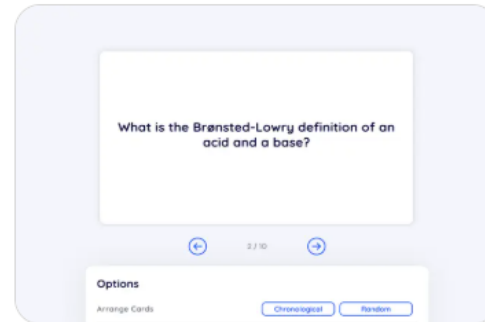 What is the Brønsted-Lowry definition of an
acid and a base?
2 / 10
Options
Arrange Cards
Chronological
Random